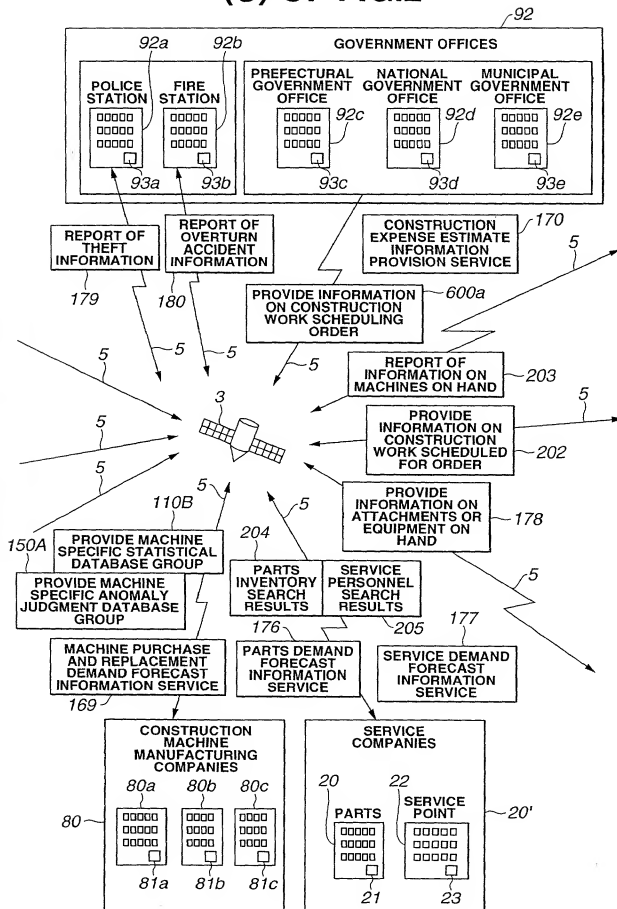 92
GOVERNMENT OFFICES
92a
92b
POLICE
STATION
FIRE
STATION
PREFECTURAL
GOVERNMENT
OFFICE
NATIONAL
GOVERNMENT
OFFICE
MUNICIPAL
GOVERNMENT
OFFICE
92c
92d
92e
93a
93b
93c
93d
93e
REPORT OF
THEFT
INFORMATION
179
REPORT OF
OVERTURN
ACCIDENT
INFORMATION
180
CONSTRUCTION
EXPENSE ESTIMATE
INFORMATION
PROVISION SERVICE
170
5
PROVIDE INFORMATION
ON CONSTRUCTION
WORK SCHEDULING
ORDER
600a
5
5
5
REPORT OF
INFORMATION ON
MACHINES ON HAND
203
5
3
PROVIDE
INFORMATION ON
CONSTRUCTION
WORK SCHEDULED
FOR ORDER
202
5
5
5
PROVIDE
INFORMATION ON
ATTACHMENTS OR
EQUIPMENT ON
HAND
178
5
110B
5
5
150A
PROVIDE MACHINE
SPECIFIC STATISTICAL
DATABASE GROUP
PROVIDE MACHINE
SPECIFIC ANOMALY
JUDGMENT DATABASE
GROUP
204
PARTS
INVENTORY
SEARCH
RESULTS
SERVICE
PERSONNEL
SEARCH
RESULTS
205
176
PARTS DEMAND
FORECAST
INFORMATION
SERVICE
177
SERVICE DEMAND
FORECAST
INFORMATION
SERVICE
MACHINE PURCHASE
AND REPLACEMENT
DEMAND FORECAST
INFORMATION SERVICE
169
CONSTRUCTION
MACHINE
MANUFACTURING
COMPANIES
80a
80b
80c
80
81a
81b
81c
SERVICE
COMPANIES
20
22
PARTS
SERVICE
POINT
20'
21
23